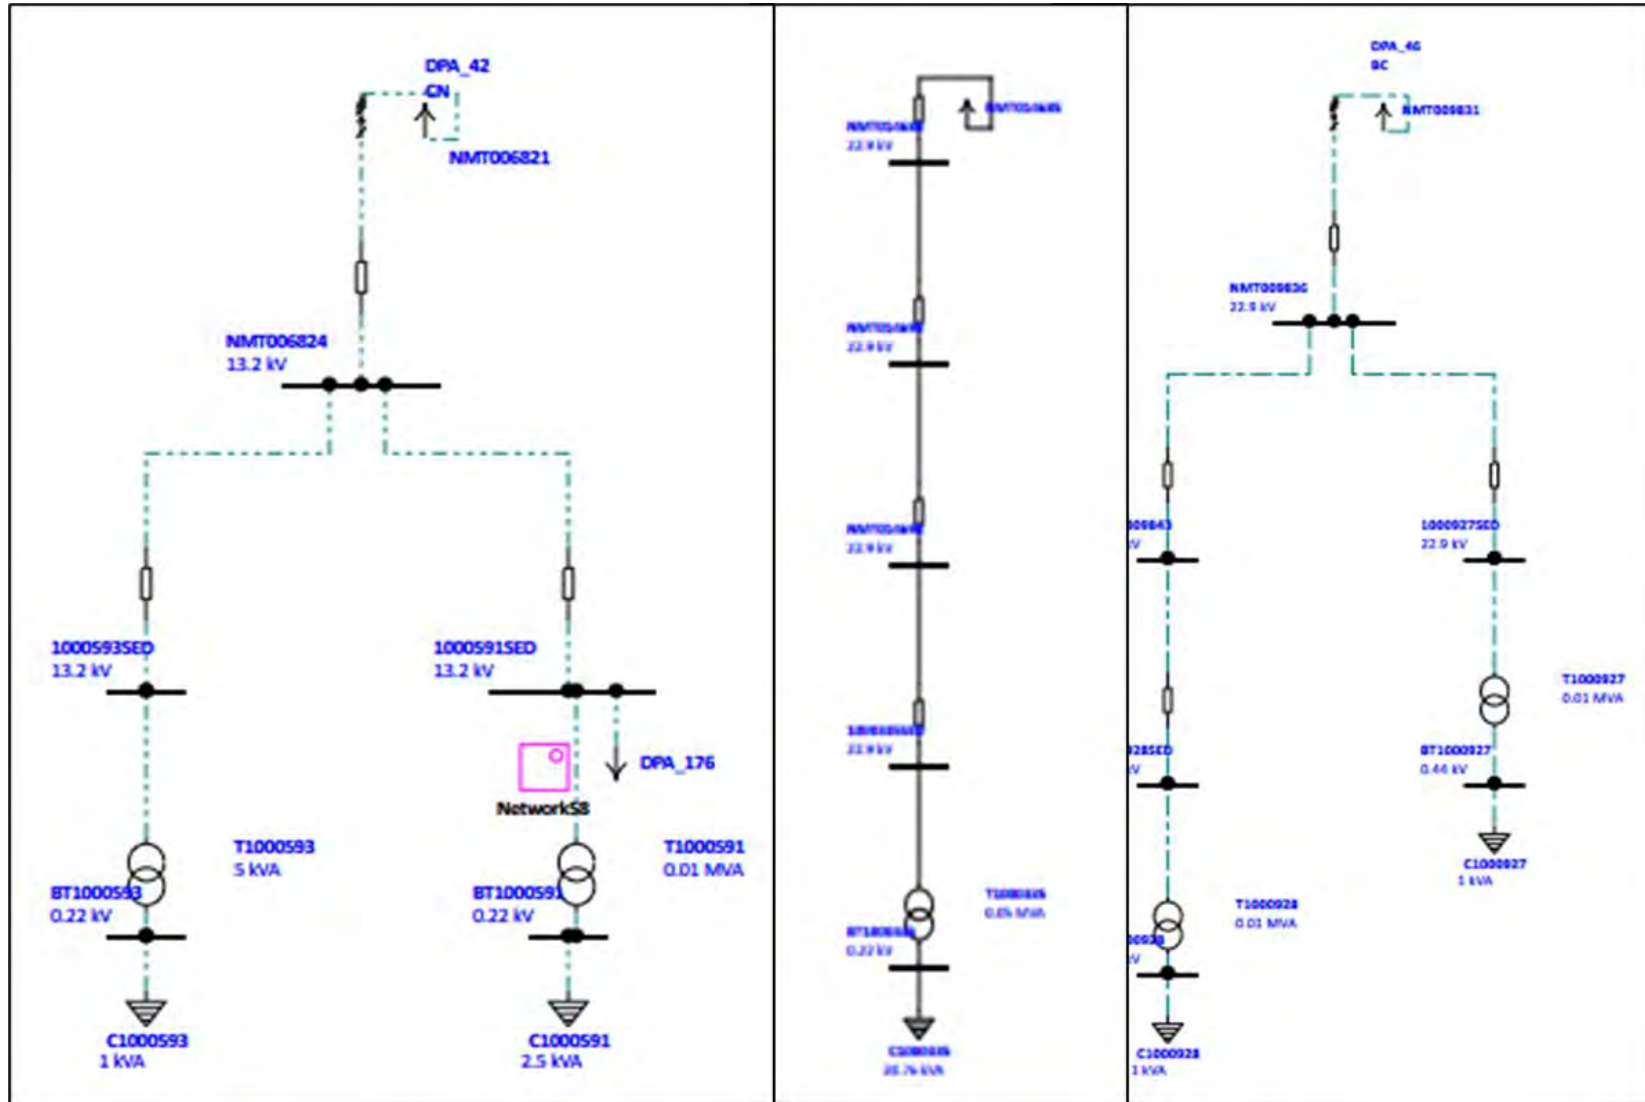 DPA_42
CN
NMT006821
NMT006824
13.2 kV
1000593SED
13.2 kV
1000591SED
13.2 kV
DPA_176
Network58
T1000593
5 kVA
T1000591
0.01 MVA
BT1000593
0.22 kV
BT1000591
0.22 kV
C1000593
1 kVA
C1000591
2.5 kVA
22.9 kV
22.9 kV
22.9 kV
22.9 kV
0.22 kV
DPA_46
BC
NMT009831
NMT009836
22.9 kV
1000927SED
22.9 kV
T1000927
0.01 MVA
BT1000927
0.44 kV
C1000927
1 kVA
T1000928
0.01 MVA
C1000928
1 kVA